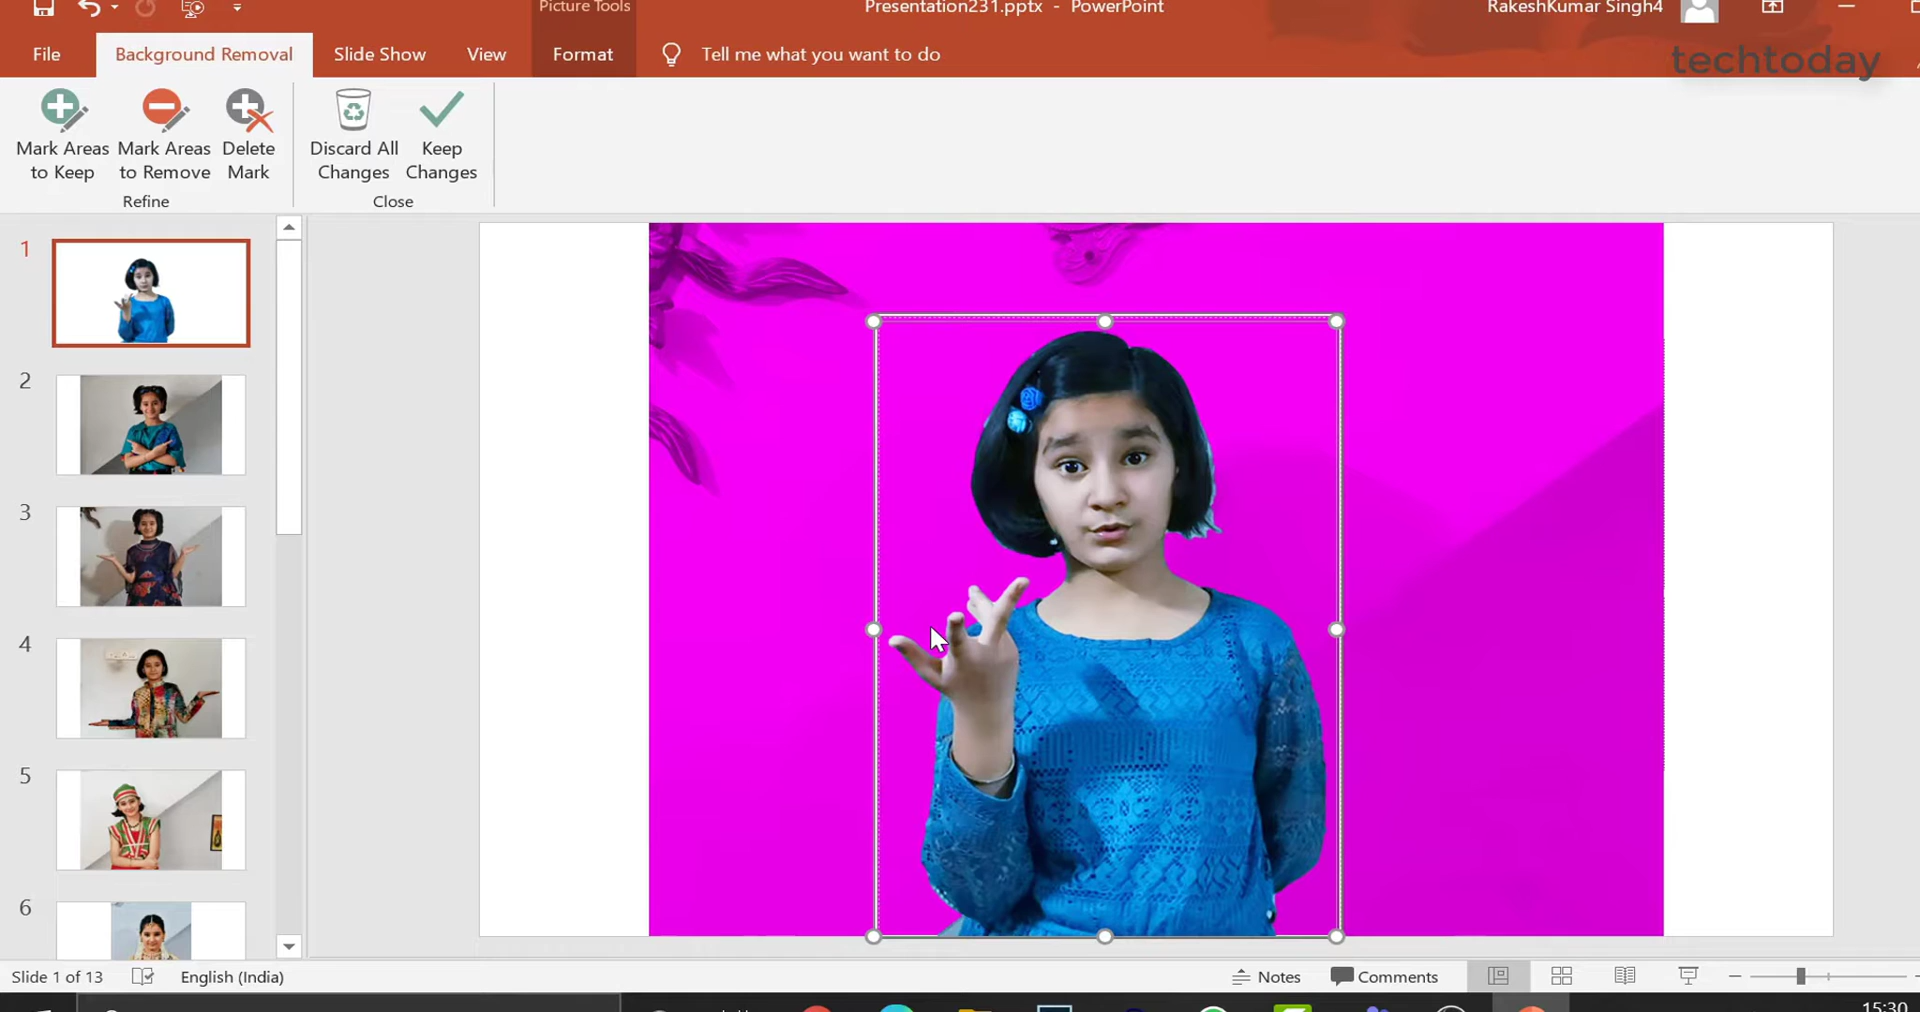 Picture Tools
Presentation231.pptx - PowerPoint
RakeshKumar Singh4
File
Background Removal
Slide Show
View
Format
Tell me what you want to do
techtoday
Mark Areas to Keep
Mark Areas to Remove
Delete Mark
Discard All Changes
Keep Changes
Refine
Close
1
2
3
4
5
6
Slide 1 of 13
English (India)
Notes
Comments
15:30